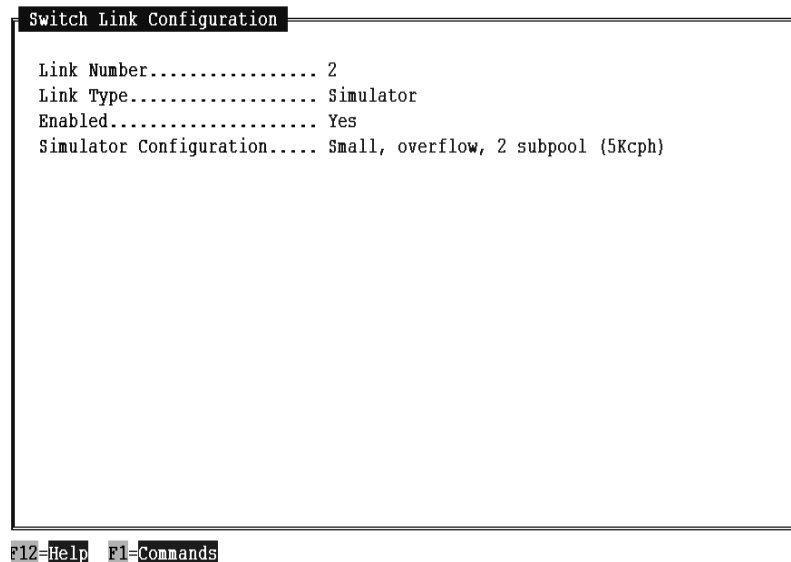 Switch Link Configuration
Link Number................. 2
Link Type................... Simulator
Enabled..................... Yes
Simulator Configuration..... Small, overflow, 2 subpool (5Kcph)
F12=Help F1=Commands